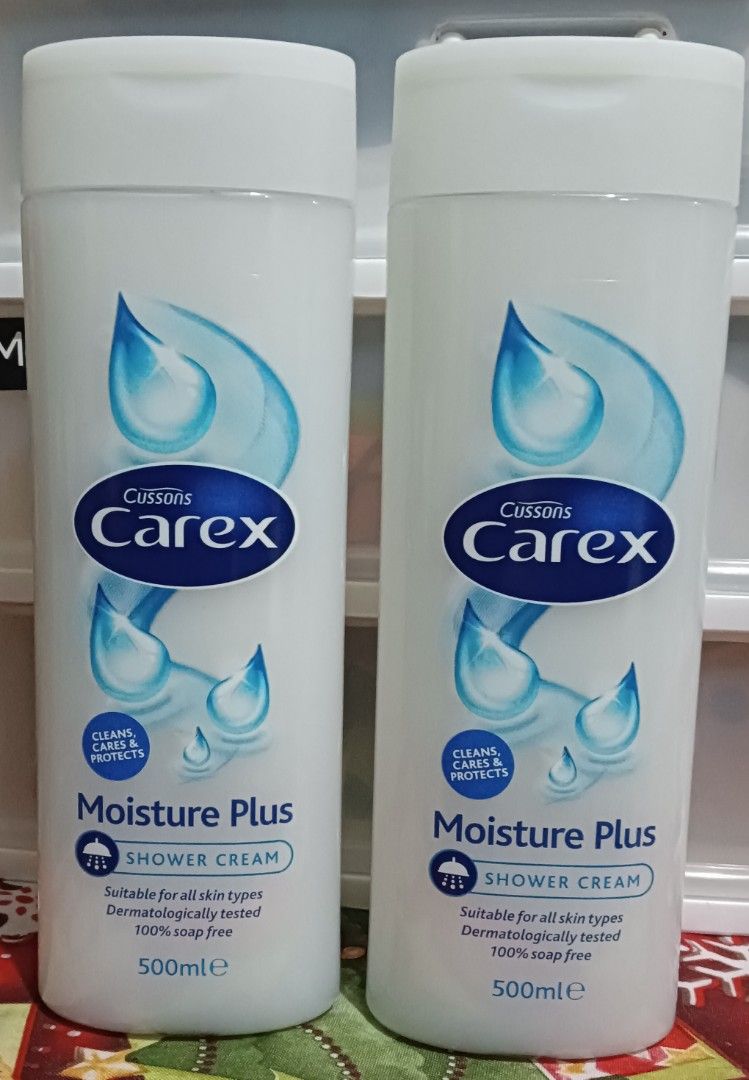 M
Cussons
Carex
CLEANS,
CARES &
PROTECTS
Moisture Plus
SHOWER CREAM
Suitable for all skin types
Dermatologically tested
100% soap free
500ml℮
Cussons
Carex
CLEANS,
CARES &
PROTECTS
Moisture Plus
SHOWER CREAM
Suitable for all skin types
Dermatologically tested
100% soap free
500ml℮